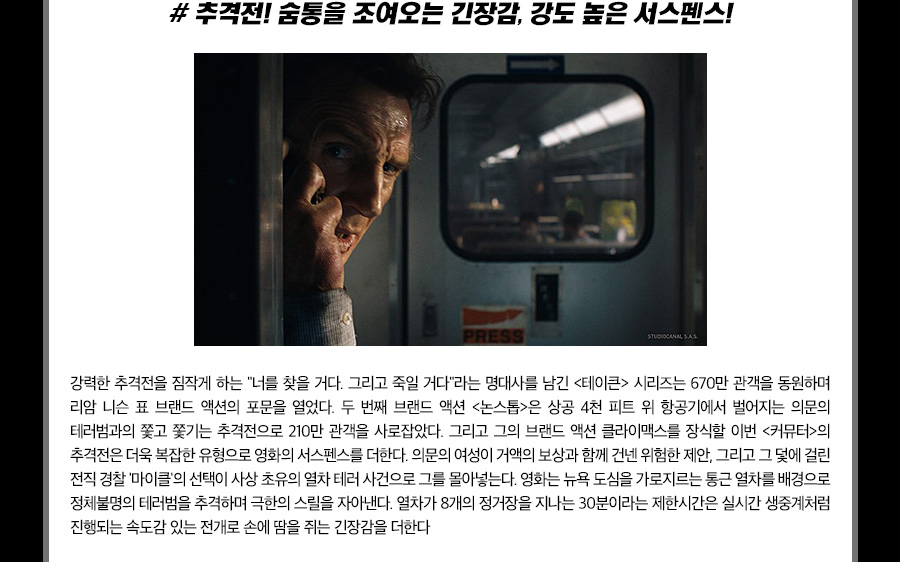 # 추격전! 숨통을 조여오는 긴장감, 강도 높은 서스펜스!
PRESS
STUDIOCANAL S.A.S.
강력한 추격전을 짐작게 하는 "너를 찾을 거다. 그리고 죽일 거다"라는 명대사를 남긴 <테이큰> 시리즈는 670만 관객을 동원하며
리암 니슨 표 브랜드 액션의 포문을 열었다. 두 번째 브랜드 액션 <논스톱>은 상공 4천 피트 위 항공기에서 벌어지는 의문의
테러범과의 쫓고 쫓기는 추격전으로 210만 관객을 사로잡았다. 그리고 그의 브랜드 액션 클라이맥스를 장식할 이번 <커뮤터>의
추격전은 더욱 복잡한 유형으로 영화의 서스펜스를 더한다. 의문의 여성이 거액의 보상과 함께 건넨 위험한 제안, 그리고 그 덫에 걸린
전직 경찰 '마이클'의 선택이 사상 초유의 열차 테러 사건으로 그를 몰아넣는다. 영화는 뉴욕 도심을 가로지르는 통근 열차를 배경으로
정체불명의 테러범을 추격하며 극한의 스릴을 자아낸다. 열차가 8개의 정거장을 지나는 30분이라는 제한시간은 실시간 생중계처럼
진행되는 속도감 있는 전개로 손에 땀을 쥐는 긴장감을 더한다